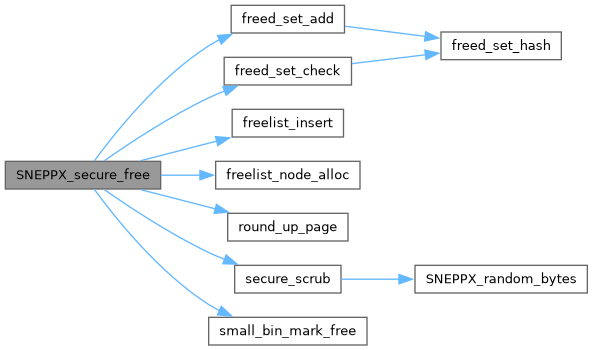 freed_set_add
freed_set_hash
freed_set_check
freelist_insert
SNEPPX_secure_free
freelist_node_alloc
round_up_page
secure_scrub
SNEPPX_random_bytes
small_bin_mark_free